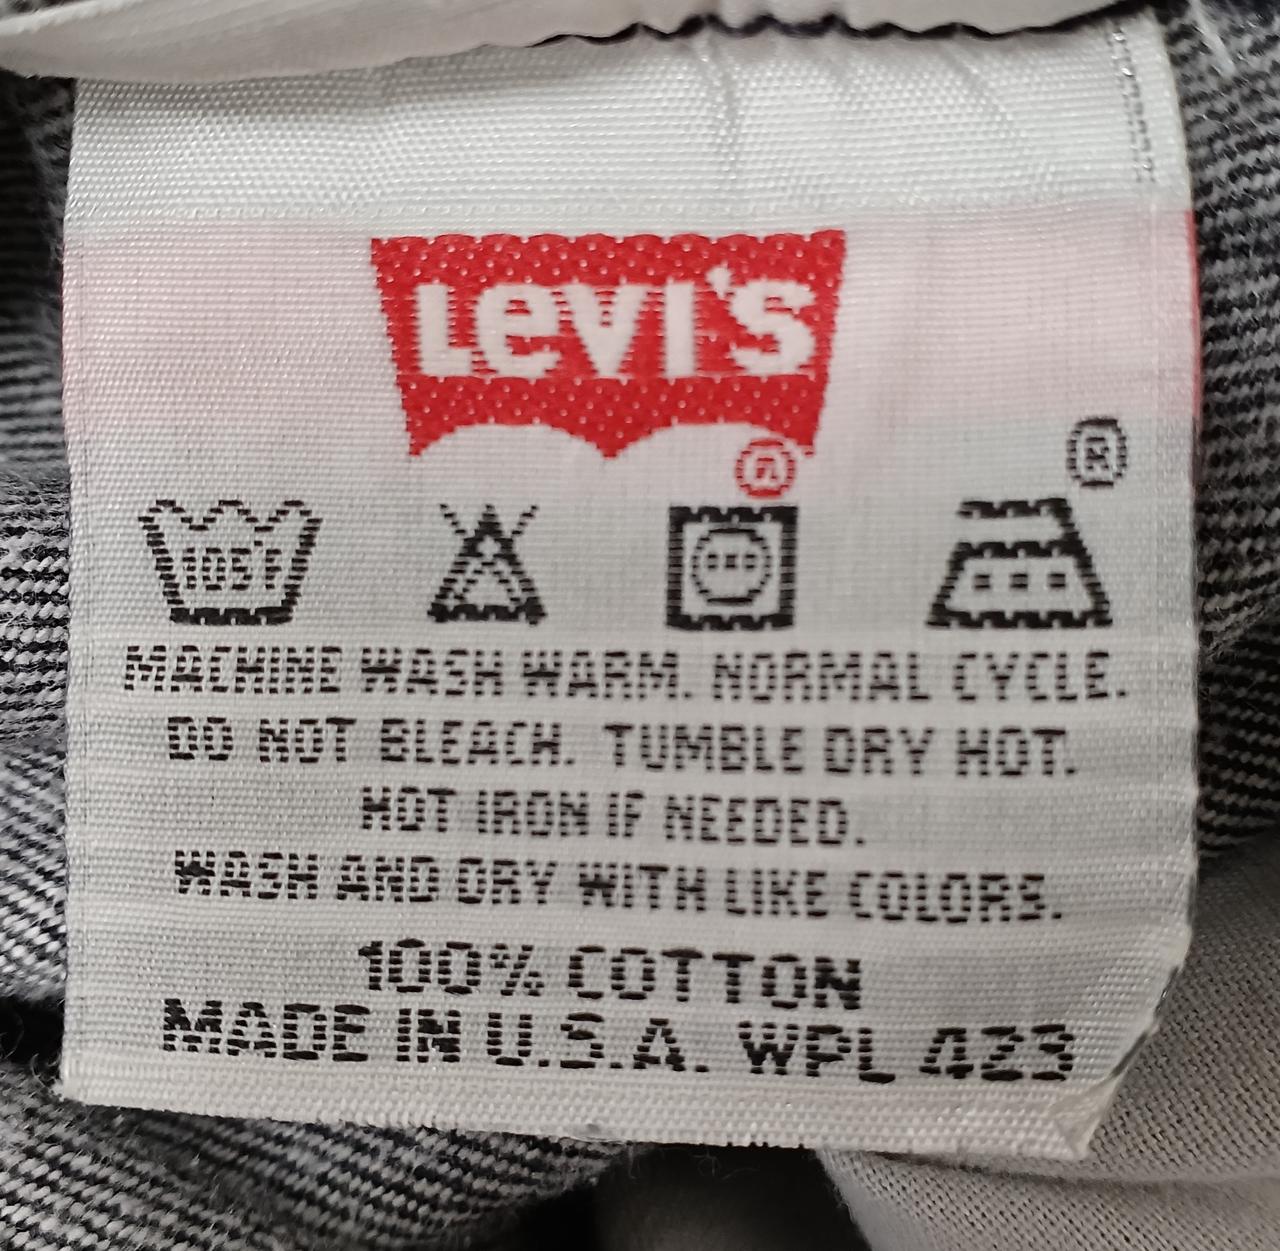 LEVI'S
®
®
105°F
MACHINE WASH WARM. NORMAL CYCLE.
DO NOT BLEACH. TUMBLE DRY HOT.
HOT IRON IF NEEDED.
WASH AND DRY WITH LIKE COLORS.
100% COTTON
MADE IN U.S.A. WPL 423